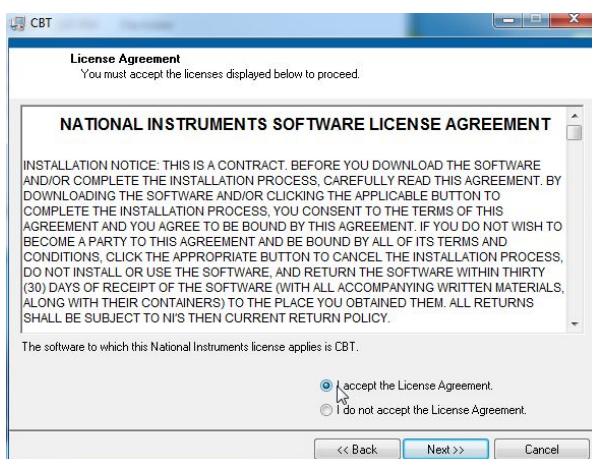 CBT
License Agreement
You must accept the licenses displayed below to proceed.
NATIONAL INSTRUMENTS SOFTWARE LICENSE AGREEMENT
INSTALLATION NOTICE: THIS IS A CONTRACT. BEFORE YOU DOWNLOAD THE SOFTWARE
AND/OR COMPLETE THE INSTALLATION PROCESS, CAREFULLY READ THIS AGREEMENT. BY
DOWNLOADING THE SOFTWARE AND/OR CLICKING THE APPLICABLE BUTTON TO
COMPLETE THE INSTALLATION PROCESS, YOU CONSENT TO THE TERMS OF THIS
AGREEMENT AND YOU AGREE TO BE BOUND BY THIS AGREEMENT. IF YOU DO NOT WISH TO
BECOME A PARTY TO THIS AGREEMENT AND BE BOUND BY ALL OF ITS TERMS AND
CONDITIONS, CLICK THE APPROPRIATE BUTTON TO CANCEL THE INSTALLATION PROCESS,
DO NOT INSTALL OR USE THE SOFTWARE, AND RETURN THE SOFTWARE WITHIN THIRTY
(30) DAYS OF RECEIPT OF THE SOFTWARE (WITH ALL ACCOMPANYING WRITTEN MATERIALS,
ALONG WITH THEIR CONTAINERS) TO THE PLACE YOU OBTAINED THEM. ALL RETURNS
SHALL BE SUBJECT TO NI'S THEN CURRENT RETURN POLICY.
The software to which this National Instruments license applies is CBT.
I accept the License Agreement.
I do not accept the License Agreement.
<< Back
Next >>
Cancel